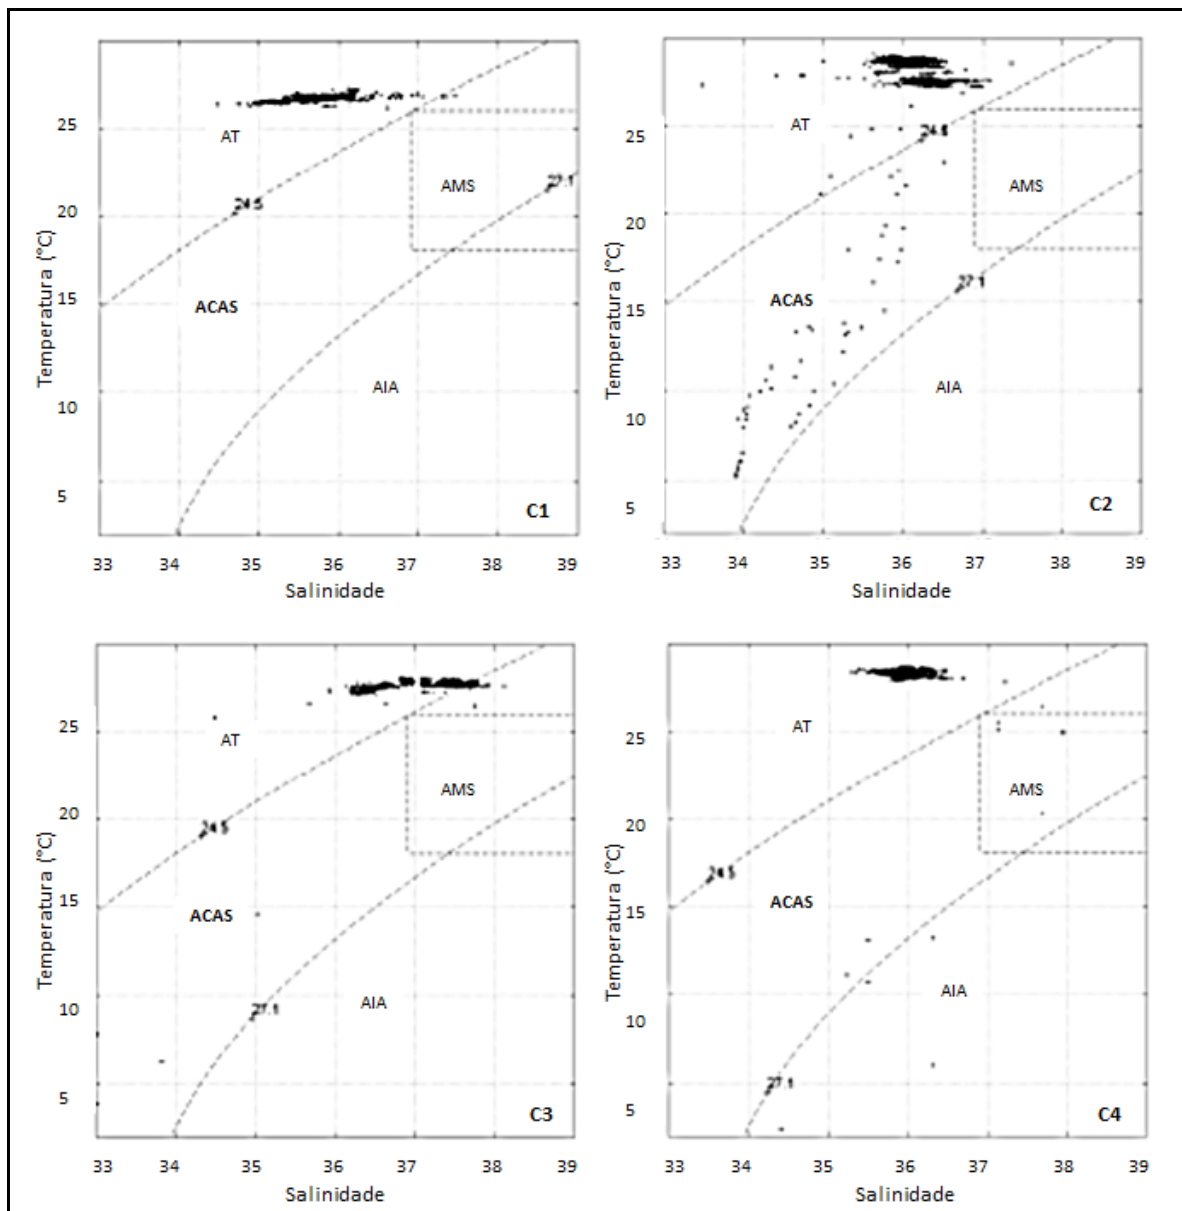 25
20
15
10
5
Temperatura (°C)
AT
24.5
AMS
27.1
ACAS
AIA
C1
33 34 35 36 37 38 39
Salinidade
25
20
15
10
5
Temperatura (°C)
AT
24.5
AMS
27.1
ACAS
AIA
C2
33 34 35 36 37 38 39
Salinidade
25
20
15
10
5
Temperatura (°C)
AT
24.5
AMS
ACAS
27.1
AIA
C3
33 34 35 36 37 38 39
Salinidade
25
20
15
10
5
Temperatura (°C)
AT
AMS
24.5
ACAS
AIA
27.1
C4
33 34 35 36 37 38 39
Salinidade